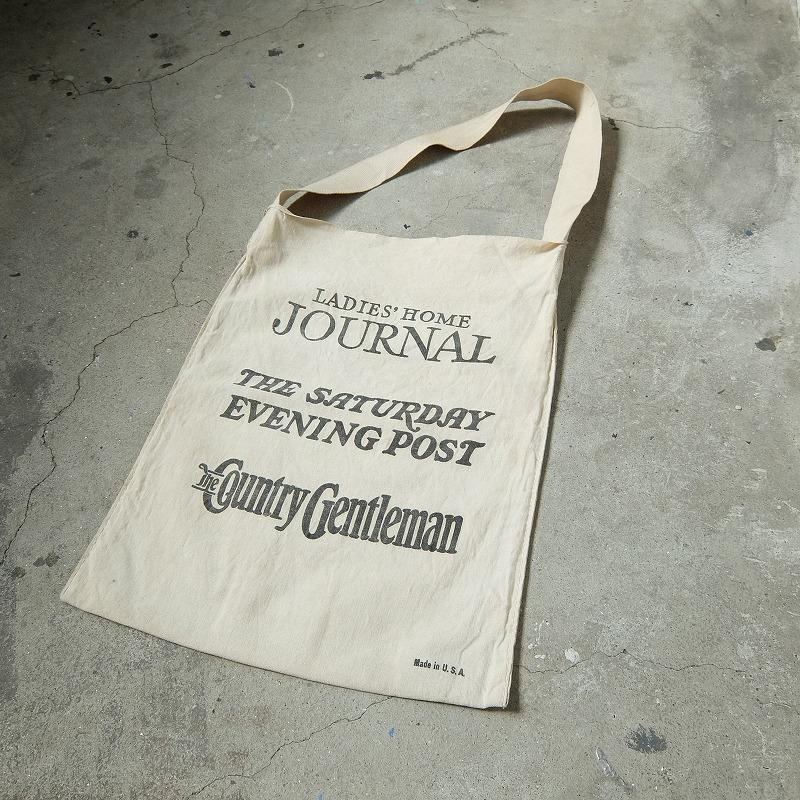 LADIES' HOME
JOURNAL
THE SATURDAY
EVENING POST
The Country Gentleman
Made in U.S.A.